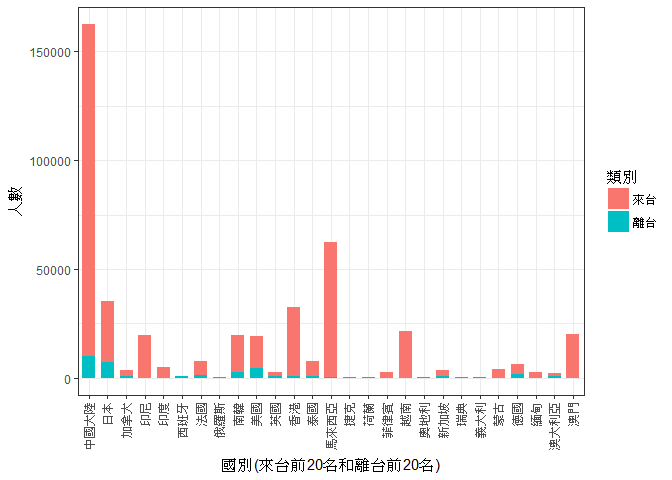 150000
100000
50000
0
人數
中國大陸
日本
加拿大
印尼
印度
西班牙
法國
俄羅斯
南韓
美國
英國
香港
泰國
馬來西亞
捷克
荷蘭
菲律賓
越南
奧地利
新加坡
瑞典
義大利
蒙古
德國
緬甸
澳大利亞
澳門
國別(來台前20名和離台前20名)
類別
來台
離台